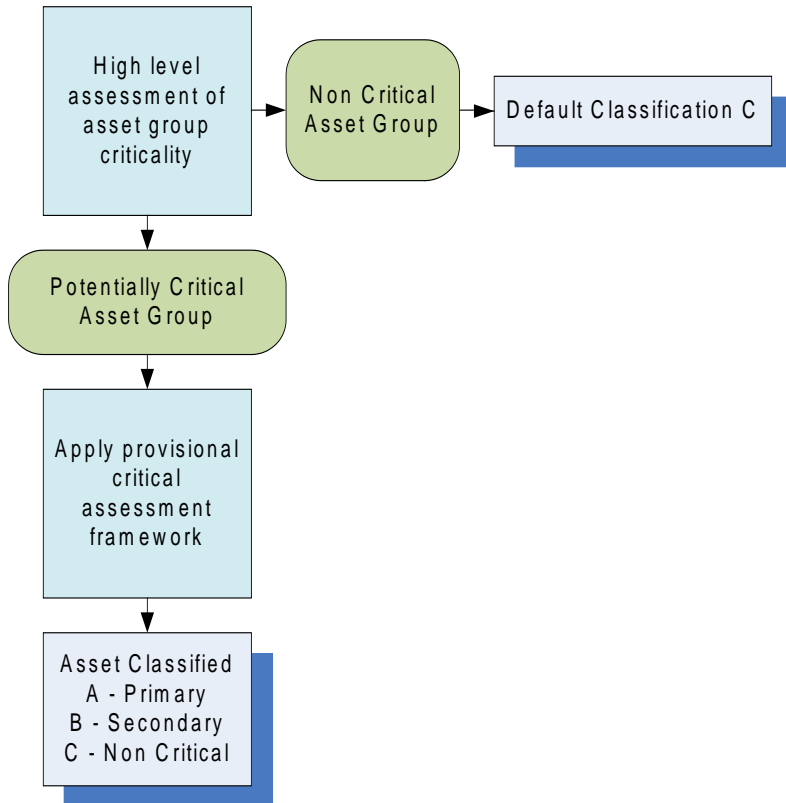 High level
assessment of
asset group
criticality
Non Critical
Asset Group
Default Classification C
Potentially Critical
Asset Group
Apply provisional
critical
assessment
framework
Asset Classified
A - Primary
B - Secondary
C - Non Critical